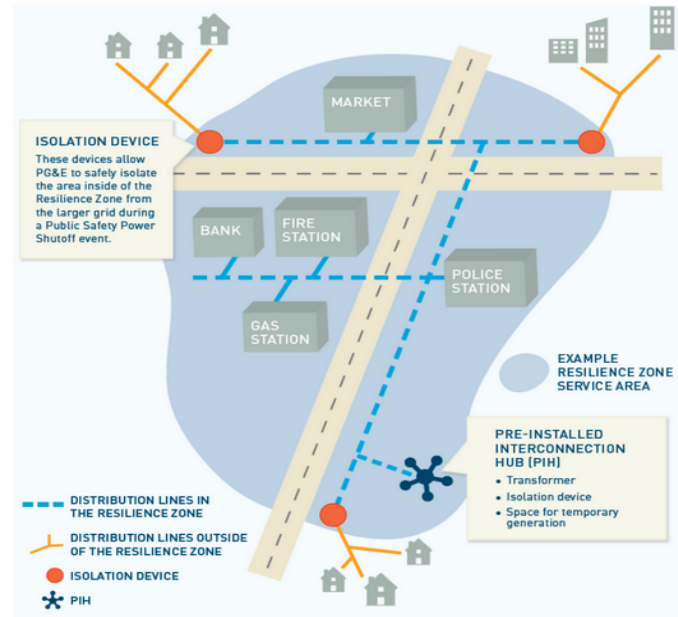 MARKET
ISOLATION DEVICE
These devices allow
PG&E to safely isolate
the area inside of the
Resilience Zone from
the larger grid during
a Public Safety Power
Shutoff event.
BANK
FIRE
STATION
POLICE
STATION
GAS
STATION
EXAMPLE
RESILIENCE ZONE
SERVICE AREA
PRE-INSTALLED
INTERCONNECTION
HUB (PIH)
• Transformer
• Isolation device
• Space for temporary
generation
DISTRIBUTION LINES IN
THE RESILIENCE ZONE
DISTRIBUTION LINES OUTSIDE
OF THE RESILIENCE ZONE
ISOLATION DEVICE
PIH